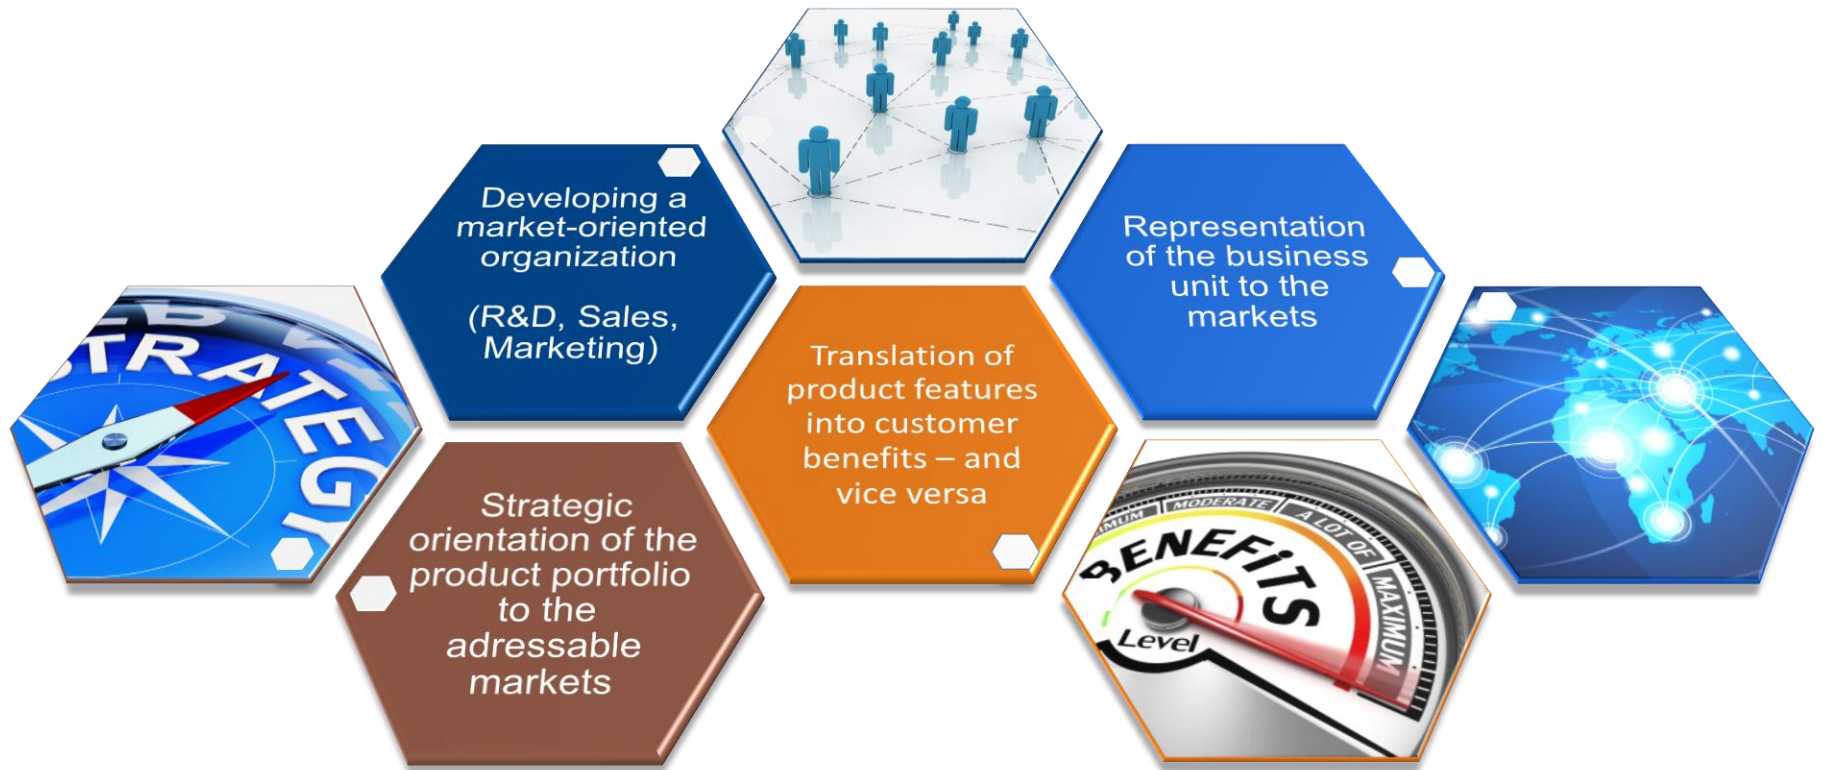 Developing a
market-oriented
organization
(R&D, Sales,
Marketing)
Representation
of the business
unit to the
markets
STRATEGY
Translation of
product features
into customer
benefits – and
vice versa
Strategic
orientation of the
product portfolio
to the
adressable
markets
MODERATE
A LOT OF
MAXIMUM
BENEFiTS
Level